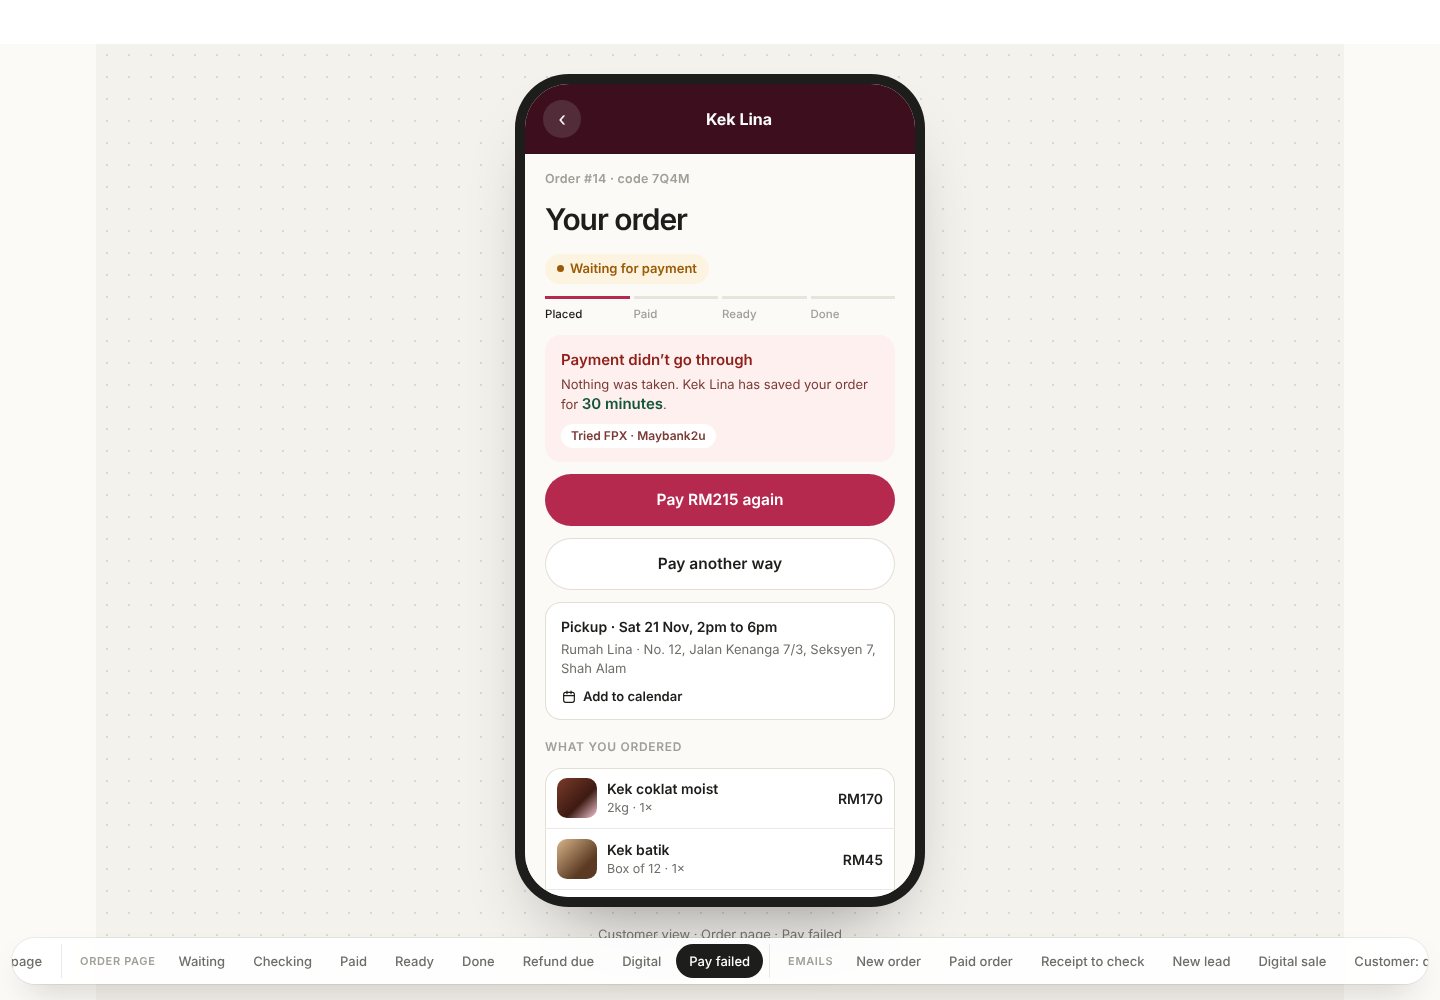 Kek Lina
Order #14 · code 7Q4M
Your order
Waiting for payment
Placed Paid Ready Done
Payment didn’t go through
Nothing was taken. Kek Lina has saved your order
for 30 minutes.
Tried FPX · Maybank2u
Pay RM215 again
Pay another way
Pickup · Sat 21 Nov, 2pm to 6pm
Rumah Lina · No. 12, Jalan Kenanga 7/3, Seksyen 7,
Shah Alam
Add to calendar
WHAT YOU ORDERED
Kek coklat moist
2kg · 1×
RM170
Kek batik
Box of 12 · 1×
RM45
Customer view · Order page · Pay failed
page ORDER PAGE Waiting Checking Paid Ready Done Refund due Digital Pay failed EMAILS New order Paid order Receipt to check New lead Digital sale Customer: